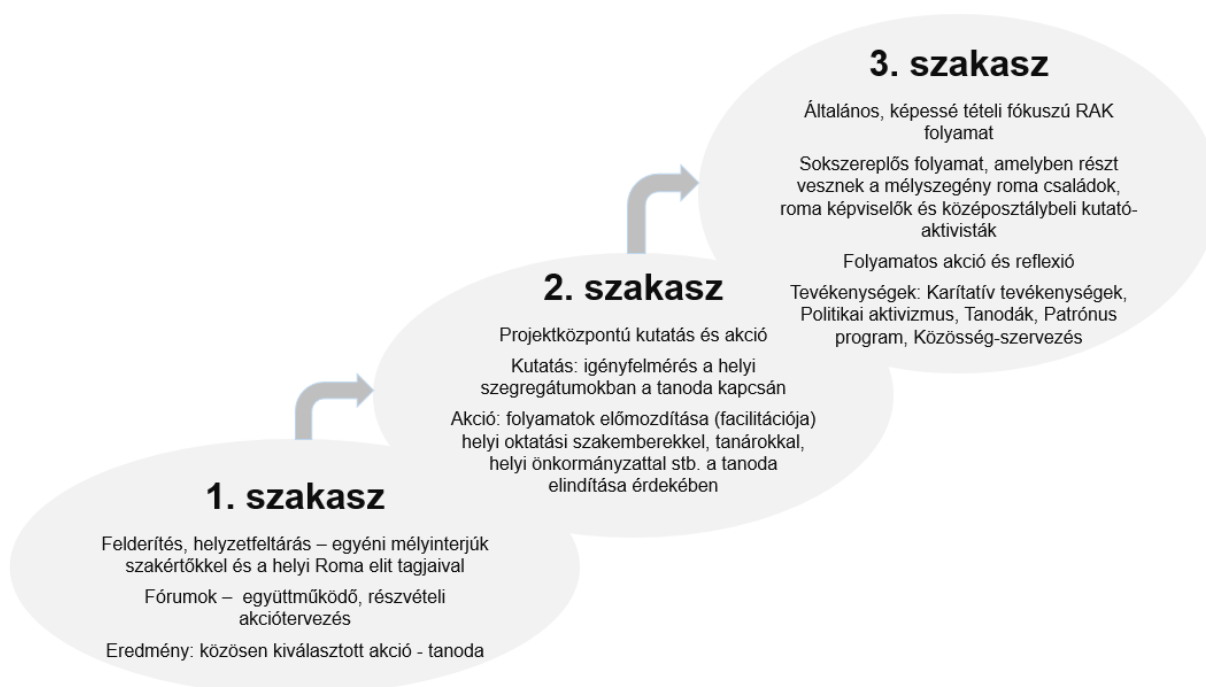 1. szakasz
Felderítés, helyzetfeltárás – egyéni mélyinterjúk
szakértőkkel és a helyi Roma elit tagjaival
Fórumok – együttműködő, részvételi
akciótervezés
Eredmény: közösen kiválasztott akció - tanoda
2. szakasz
Projektközpontú kutatás és akció
Kutatás: igényfelmérés a helyi
szegregátumokban a tanoda kapcsán
Akció: folyamatok előmozdítása (facilitációja)
helyi oktatási szakemberekkel, tanárokkal,
helyi önkormányzattal stb. a tanoda
elindítása érdekében
3. szakasz
Általános, képessé tételi fókuszú RAK
folyamat
Sokszereplős folyamat, amelyben részt
vesznek a mélyszegény roma családok,
roma képviselők és középosztálybeli kutató-
aktivisták
Folyamatos akció és reflexió
Tevékenységek: Karítatív tevékenységek,
Politikai aktivizmus, Tanodák, Patrónus
program, Közösség-szervezés